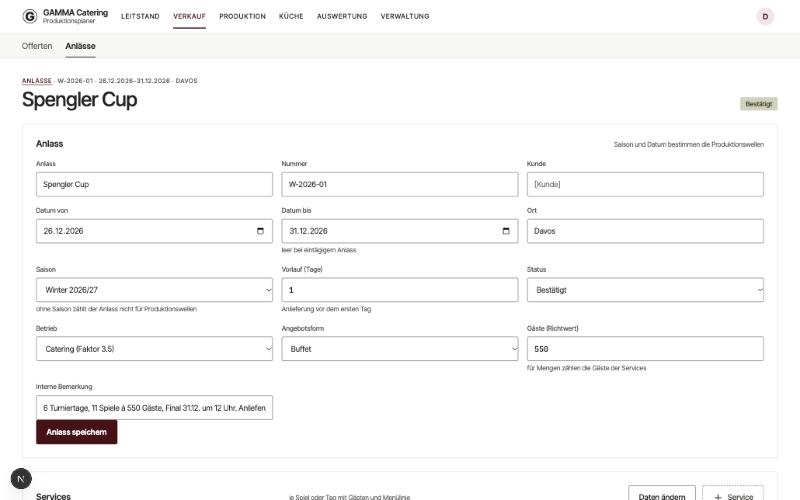 GAMMA Catering
Produktionsplaner
LEITSTAND VERKAUF PRODUKTION KÜCHE AUSWERTUNG VERWALTUNG
D
Offerten Anlässe
ANLÄSSE · W-2026-01 · 26.12.2026–31.12.2026 · DAVOS
Spengler Cup
Bestätigt
Anlass
Saison und Datum bestimmen die Produktionswellen
Anlass Nummer Kunde
Spengler Cup W-2026-01 [Kunde]
Datum von Datum bis Ort
26.12.2026 31.12.2026 Davos
leer bei eintägigem Anlass
Saison Vorlauf (Tage) Status
Winter 2026/27 1 Bestätigt
ohne Saison zählt der Anlass nicht für Produktionswellen Anlieferung vor dem ersten Tag
Betrieb Angebotsform Gäste (Richtwert)
Catering (Faktor 3.5) Buffet 550
für Mengen zählen die Gäste der Services
Interne Bemerkung
6 Turniertage, 11 Spiele à 550 Gäste, Final 31.12. um 12 Uhr. Anliefen
Anlass speichern
N
Services je Spiel oder Tag mit Gästen und Menülinie Daten ändern + Service